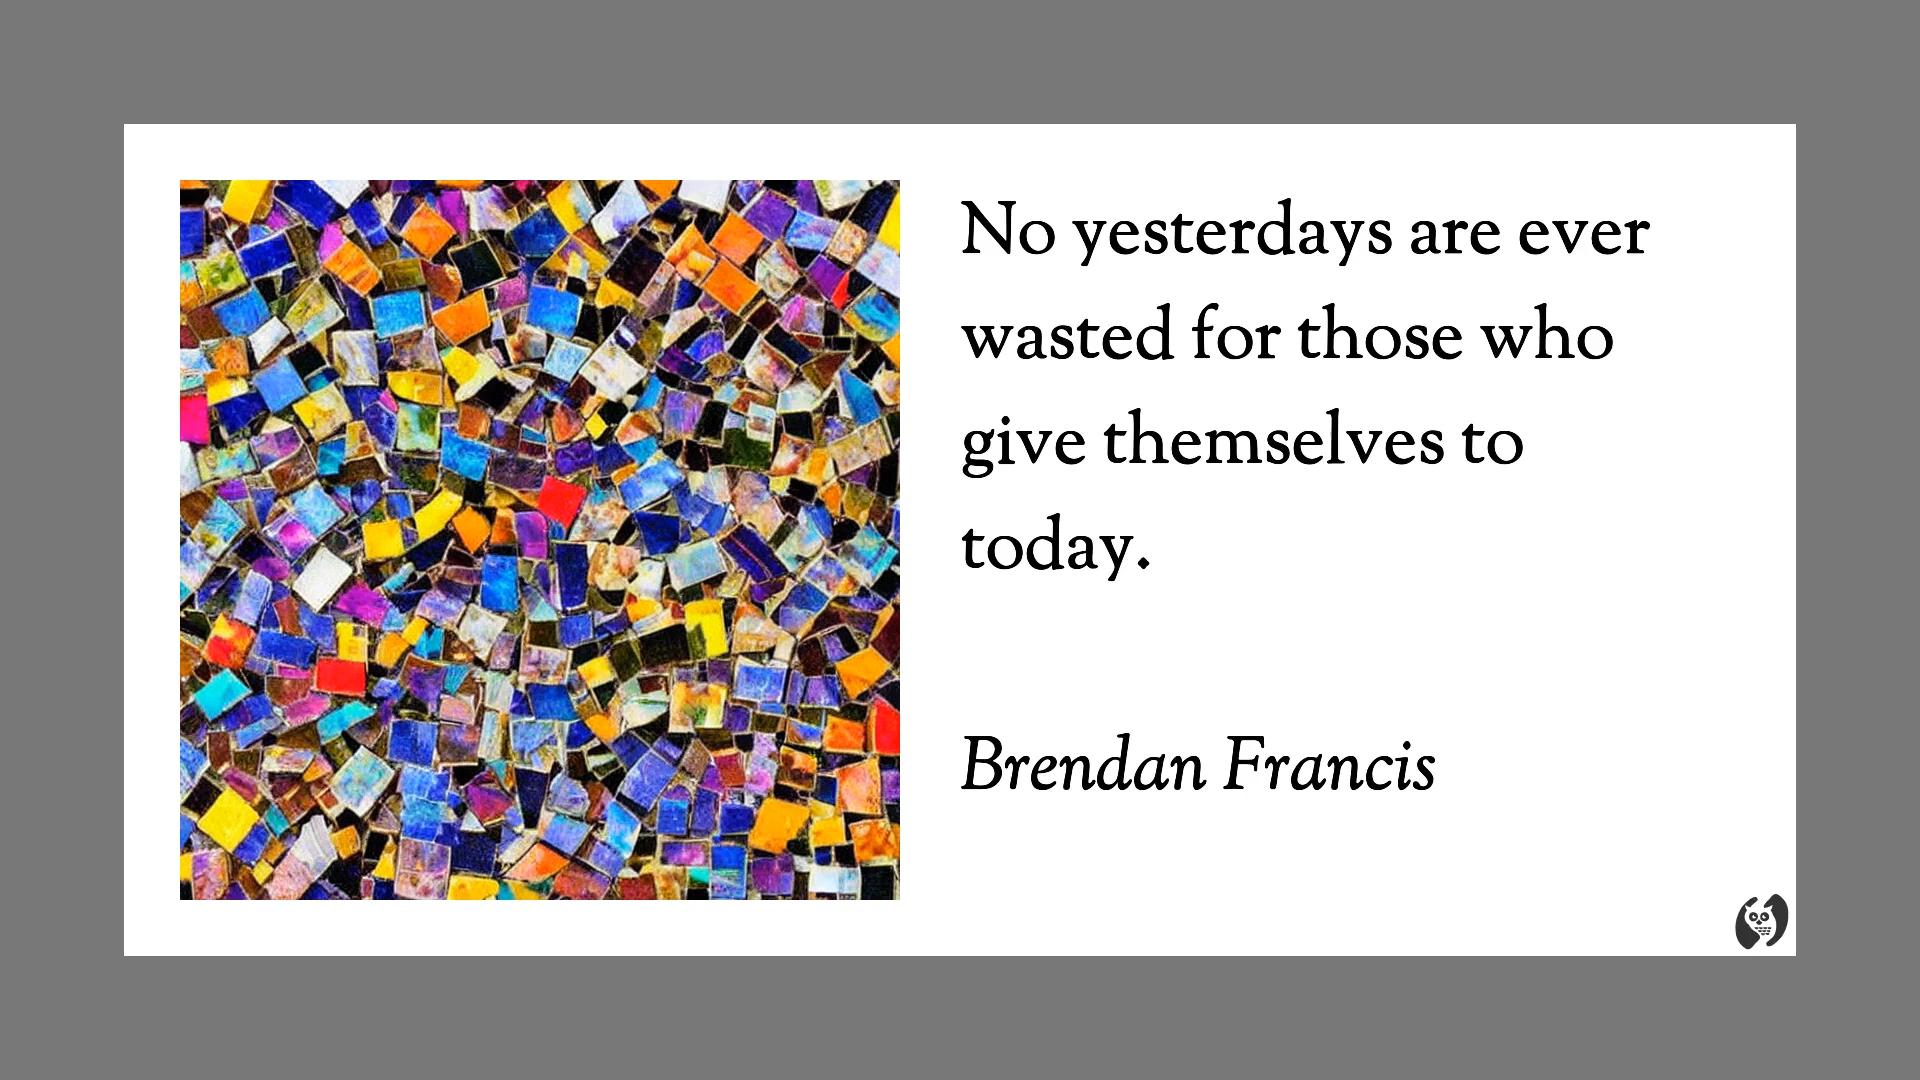 No yesterdays are ever
wasted for those who
give themselves to
today.
Brendan Francis